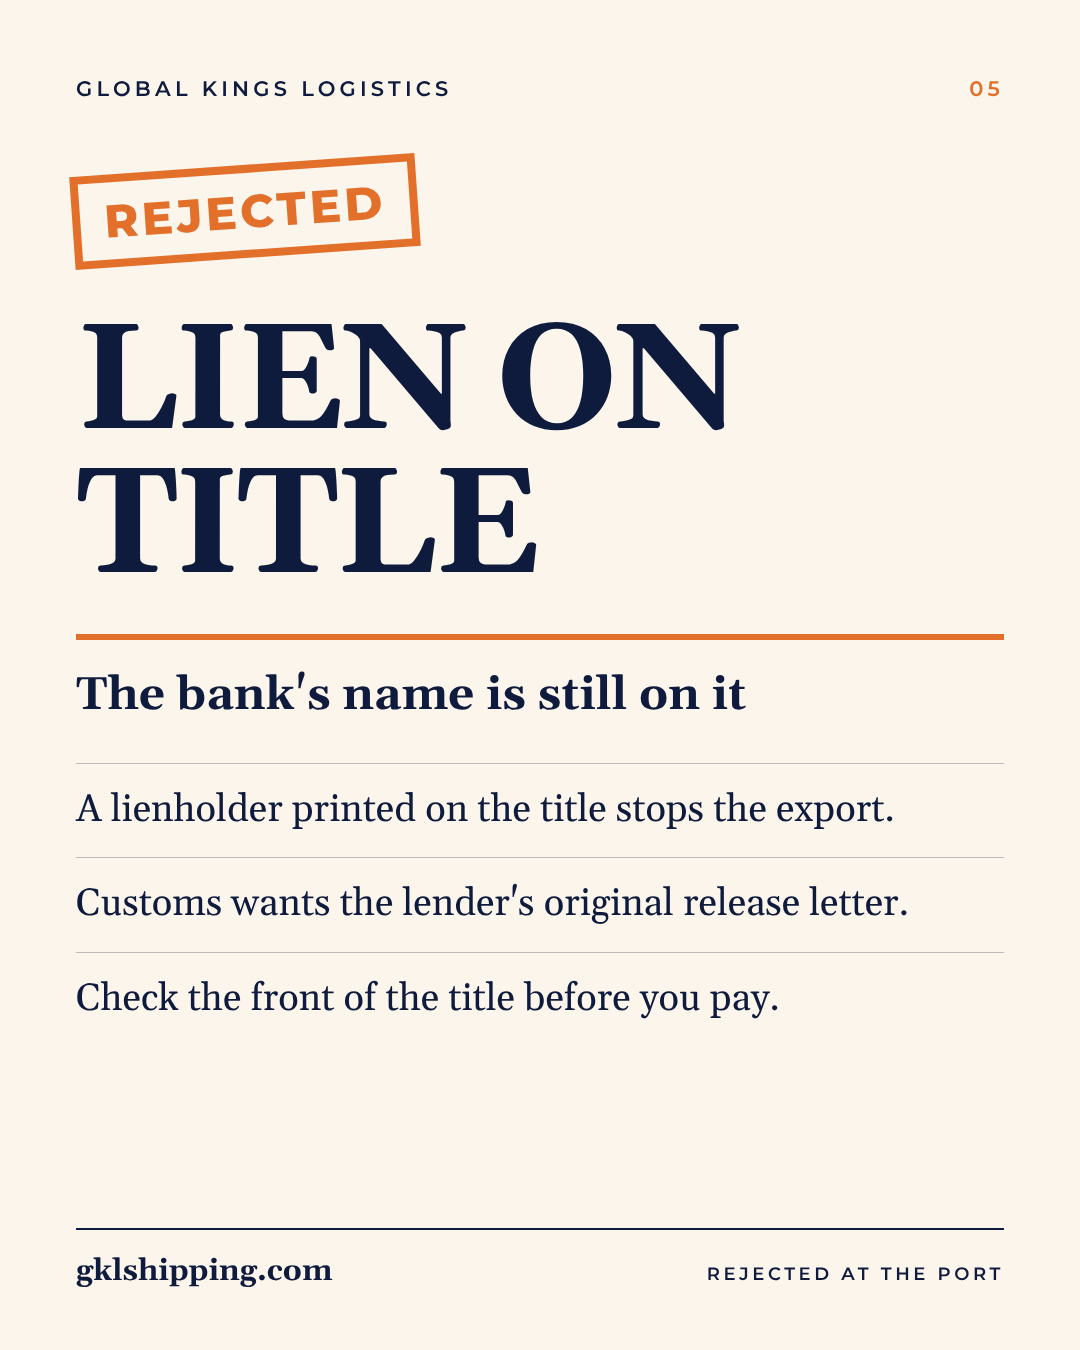 GLOBAL KINGS LOGISTICS
05
REJECTED
LIEN ON
TITLE
The bank's name is still on it
A lienholder printed on the title stops the export.
Customs wants the lender's original release letter.
Check the front of the title before you pay.
gklshipping.com
REJECTED AT THE PORT